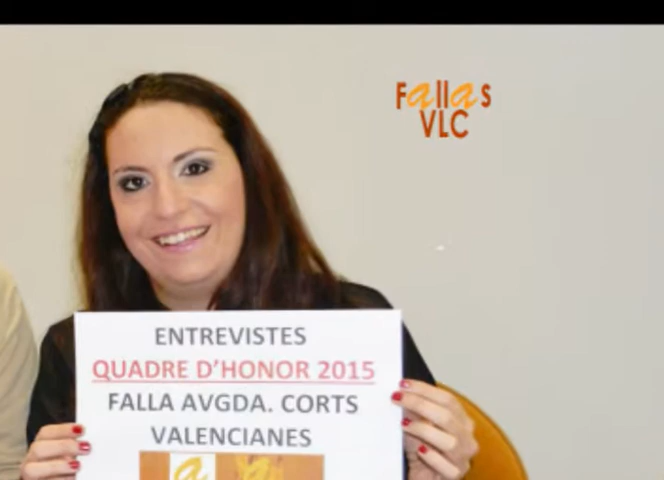 Fallas
VLC
ENTREVISTES
QUADRE D'HONOR 2015
FALLA AVGDA. CORTS
VALENCIANES